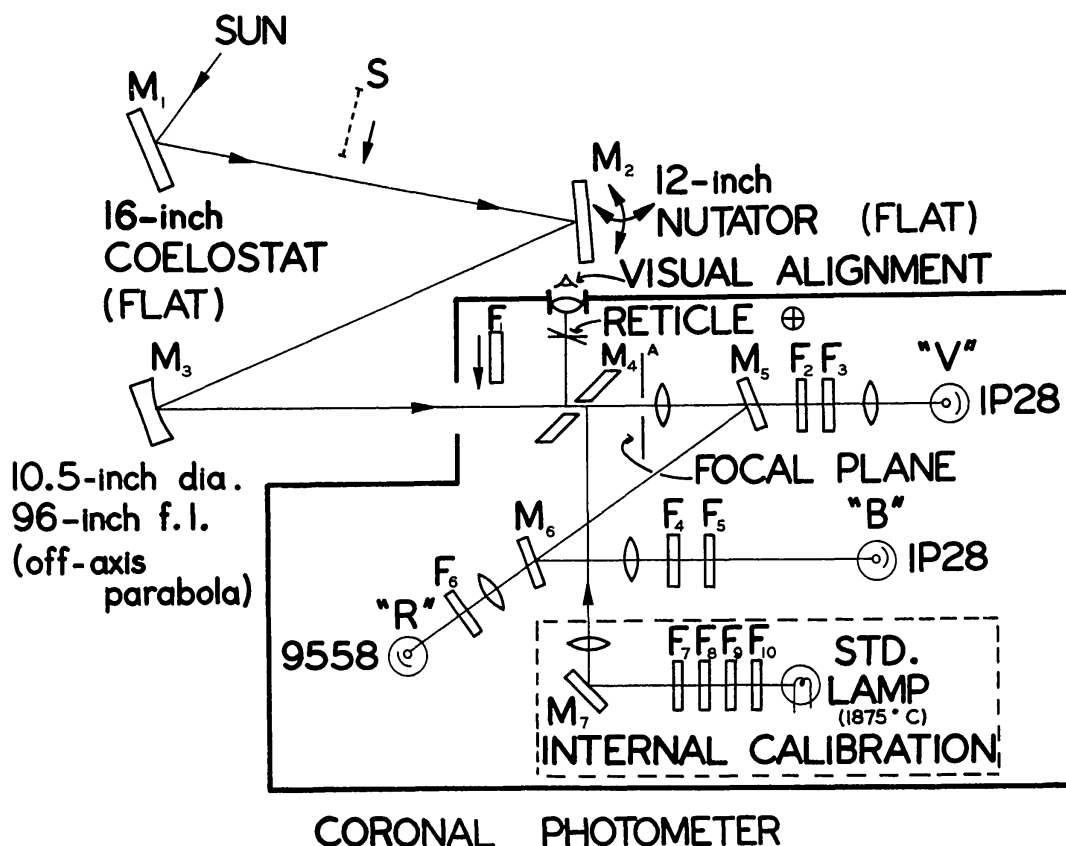 SUN
S
M₁
M₂
16-inch
COELOSTAT
(FLAT)
12-inch
NUTATOR (FLAT)
VISUAL ALIGNMENT
RETICLE ⊕
F₁
M₃
M₄
A
M₅
F₂ F₃
"V"
1P28
FOCAL PLANE
10.5-inch dia.
96-inch f.l.
(off-axis
parabola)
M₆
F₄ F₅
"B"
1P28
F₆
"R"
9558
M₇
F₇ F₈ F₉ F₁₀
STD.
LAMP
(1875°C)
INTERNAL CALIBRATION
CORONAL PHOTOMETER